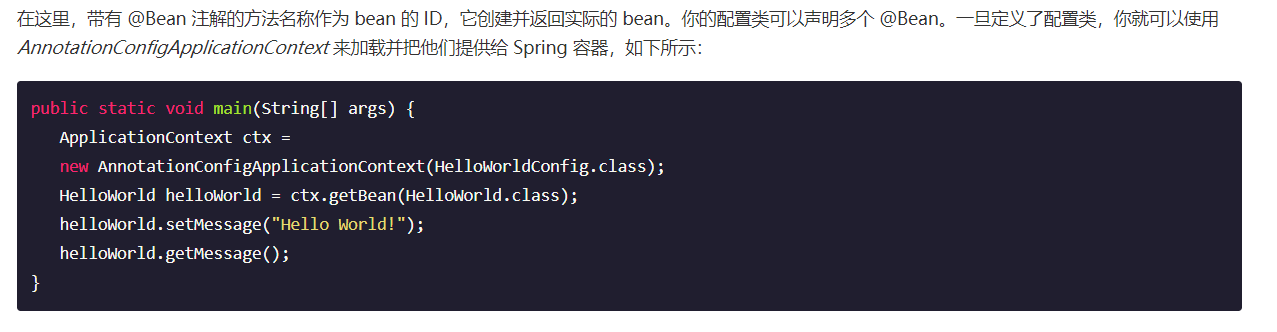 在这里，带有 @Bean 注解的方法名称作为 bean 的 ID，它创建并返回实际的 bean。你的配置类可以声明多个 @Bean。一旦定义了配置类，你就可以使用
AnnotationConfigApplicationContext 来加载并把他们提供给 Spring 容器，如下所示：
public static void main(String[] args) {
   ApplicationContext ctx =
   new AnnotationConfigApplicationContext(HelloWorldConfig.class);
   HelloWorld helloWorld = ctx.getBean(HelloWorld.class);
   helloWorld.setMessage("Hello World!");
   helloWorld.getMessage();
}